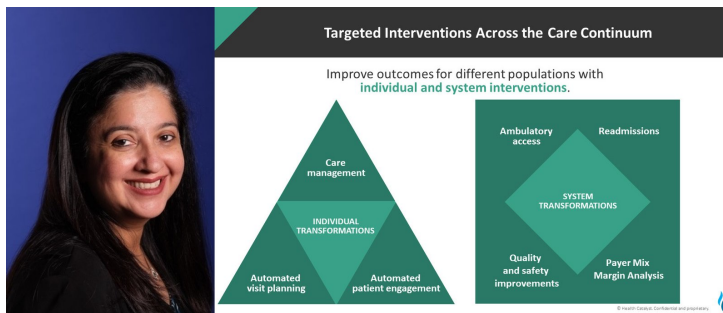 Targeted Interventions Across the Care Continuum
Improve outcomes for different populations with
individual and system interventions.
Care
management
INDIVIDUAL
TRANSFORMATIONS
Automated
visit planning
Automated
patient engagement
Ambulatory
access
Readmissions
SYSTEM
TRANSFORMATIONS
Quality
and safety
improvements
Payer Mix
Margin Analysis
© Health Catalyst. Confidential and proprietary.